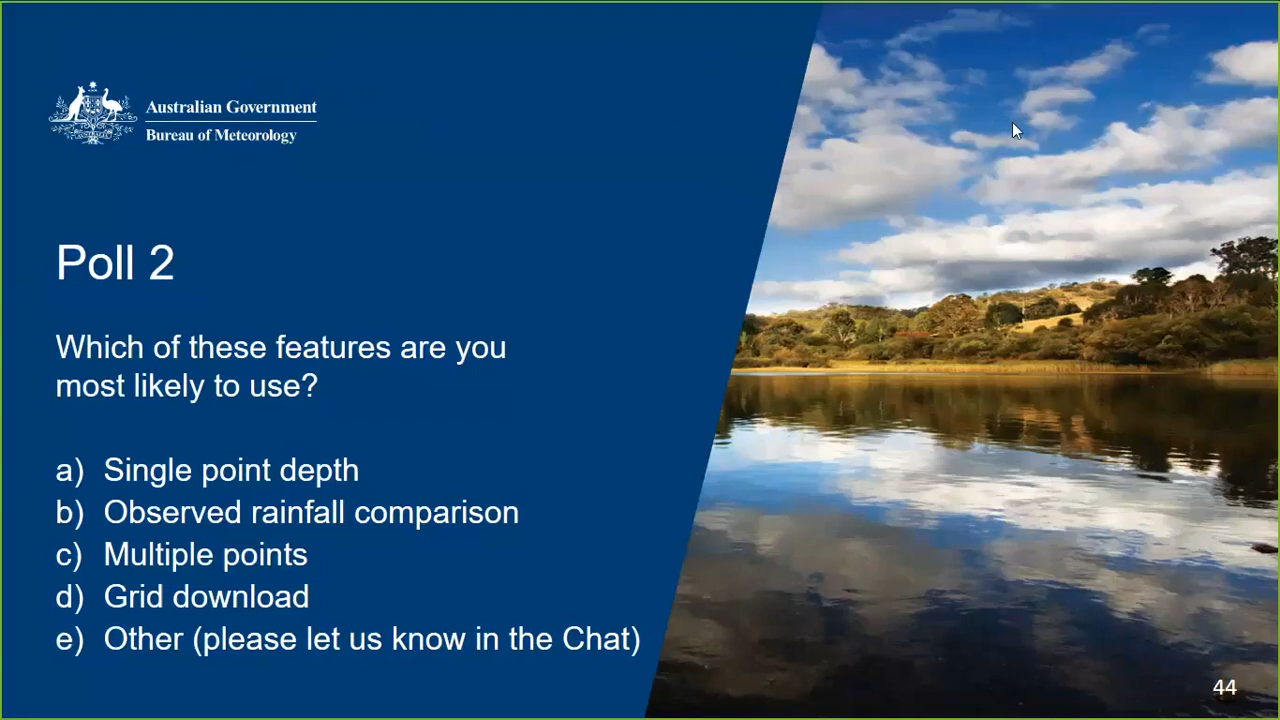 Australian Government
Bureau of Meteorology
Poll 2
Which of these features are you
most likely to use?
a) Single point depth
b) Observed rainfall comparison
c) Multiple points
d) Grid download
e) Other (please let us know in the Chat)
44